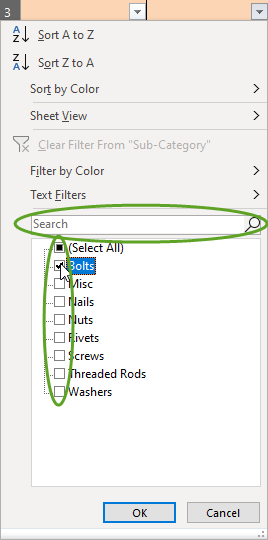 3
Sort A to Z
Sort Z to A
Sort by Color
Sheet View
Clear Filter From "Sub-Category"
Filter by Color
Text Filters
Search
(Select All)
Bolts
Misc
Nails
Nuts
Rivets
Screws
Threaded Rods
Washers
OK Cancel